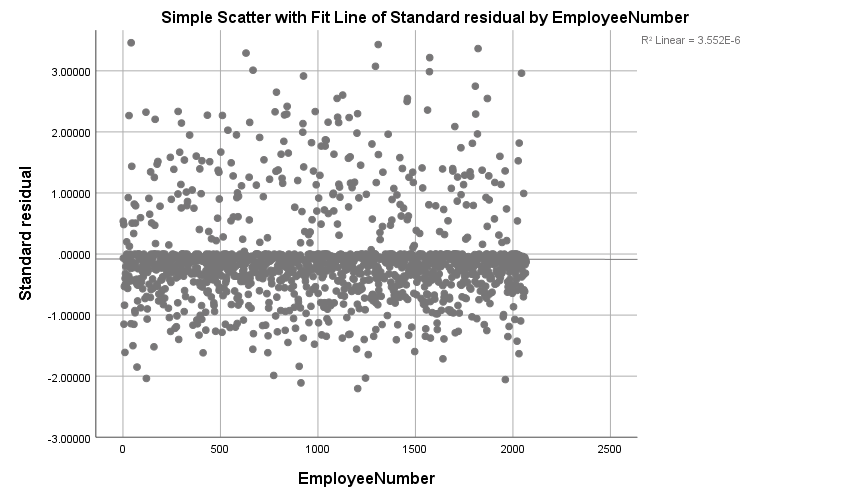 Simple Scatter with Fit Line of Standard residual by EmployeeNumber
R² Linear = 3.552E-6
3.00000
2.00000
1.00000
.00000
-1.00000
-2.00000
-3.00000
Standard residual
0 500 1000 1500 2000 2500
EmployeeNumber